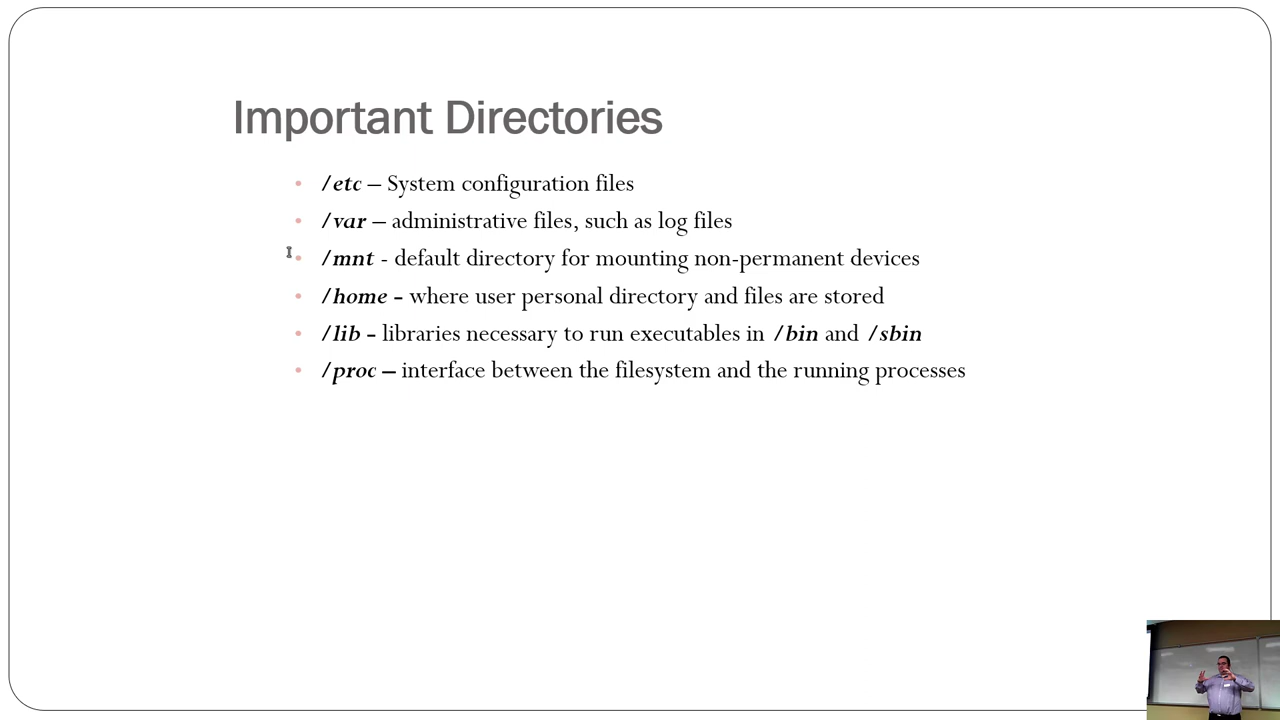 Important Directories
• /etc – System configuration files
• /var – administrative files, such as log files
• /mnt - default directory for mounting non-permanent devices
• /home - where user personal directory and files are stored
• /lib - libraries necessary to run executables in /bin and /sbin
• /proc – interface between the filesystem and the running processes